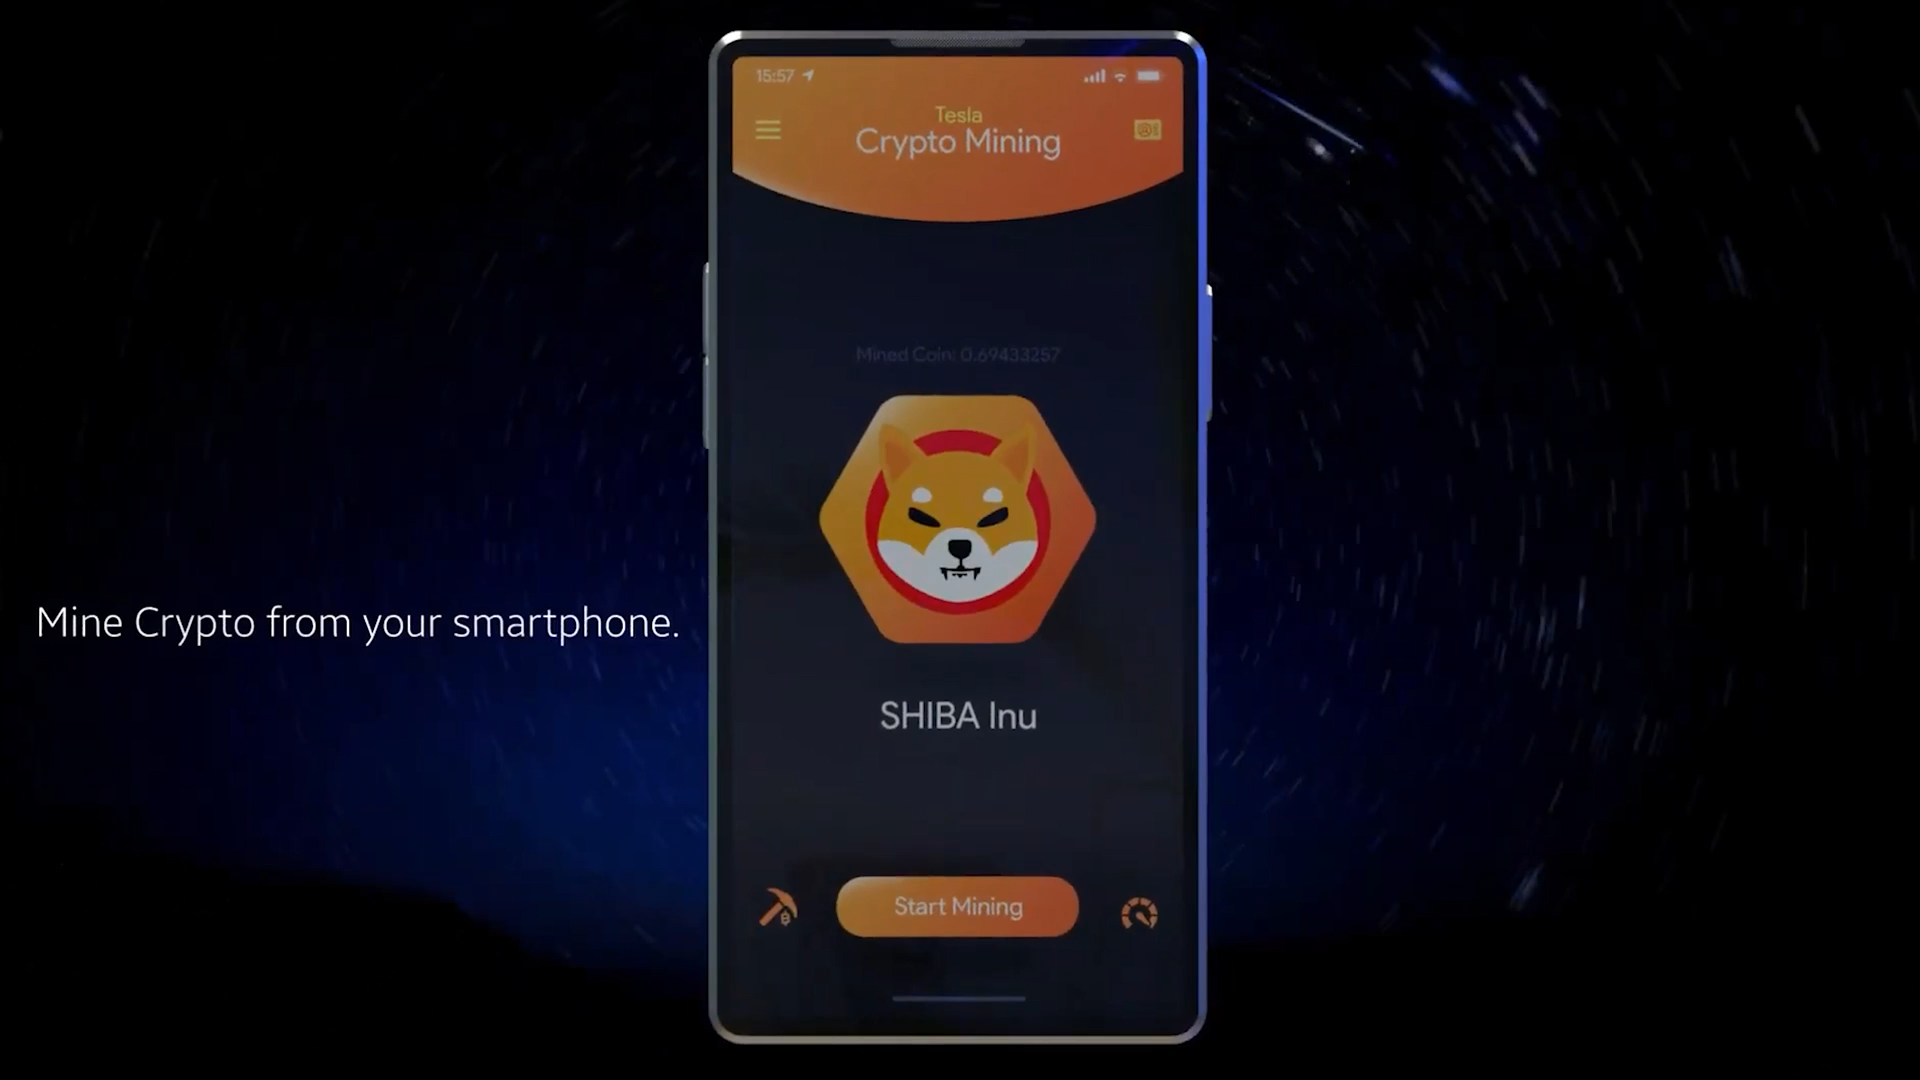 15:57
Tesla
Crypto Mining
Mined Coin: 0.69433257
Mine Crypto from your smartphone.
SHIBA Inu
Start Mining